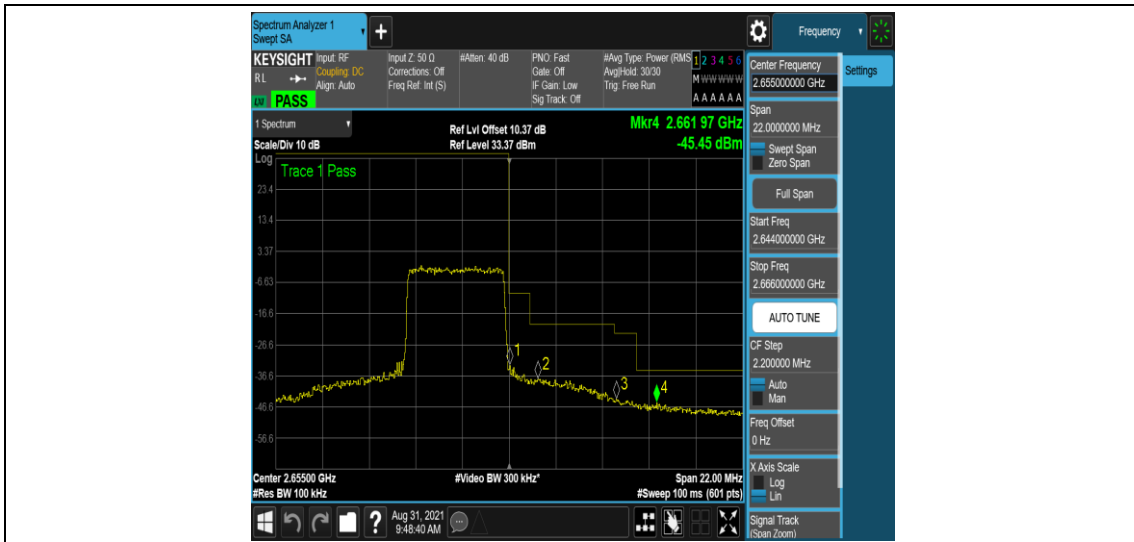 Spectrum Analyzer 1
Swept SA
Frequency
KEYSIGHT
RL
PASS
Input: RF
Coupling: DC
Align: Auto
Input Z: 50 Ω
Corrections: Off
Freq Ref: Int (S)
#Atten: 40 dB
PNO: Fast
Gate: Off
IF Gain: Low
Sig Track: Off
#Avg Type: Power (RMS
Avg|Hold: 30/30
Trig: Free Run
1 2 3 4 5 6
M W W W W W
A A A A A A
1 Spectrum
Scale/Div 10 dB
Ref Lvl Offset 10.37 dB
Ref Level 33.37 dBm
Mkr4 2.661 97 GHz
-45.45 dBm
Log
Trace 1 Pass
23.4
13.4
3.37
-6.63
-16.6
-26.6
-36.6
-46.6
-56.6
1
2
3
4
Center 2.65500 GHz
#Res BW 100 kHz
#Video BW 300 kHz*
Span 22.00 MHz
#Sweep 100 ms (601 pts)
Center Frequency
2.655000000 GHz
Settings
Span
22.0000000 MHz
Swept Span
Zero Span
Full Span
Start Freq
2.644000000 GHz
Stop Freq
2.666000000 GHz
AUTO TUNE
CF Step
2.200000 MHz
Auto
Man
Freq Offset
0 Hz
X Axis Scale
Log
Lin
Signal Track
(Span Zoom)
?
Aug 31, 2021
9:48:40 AM